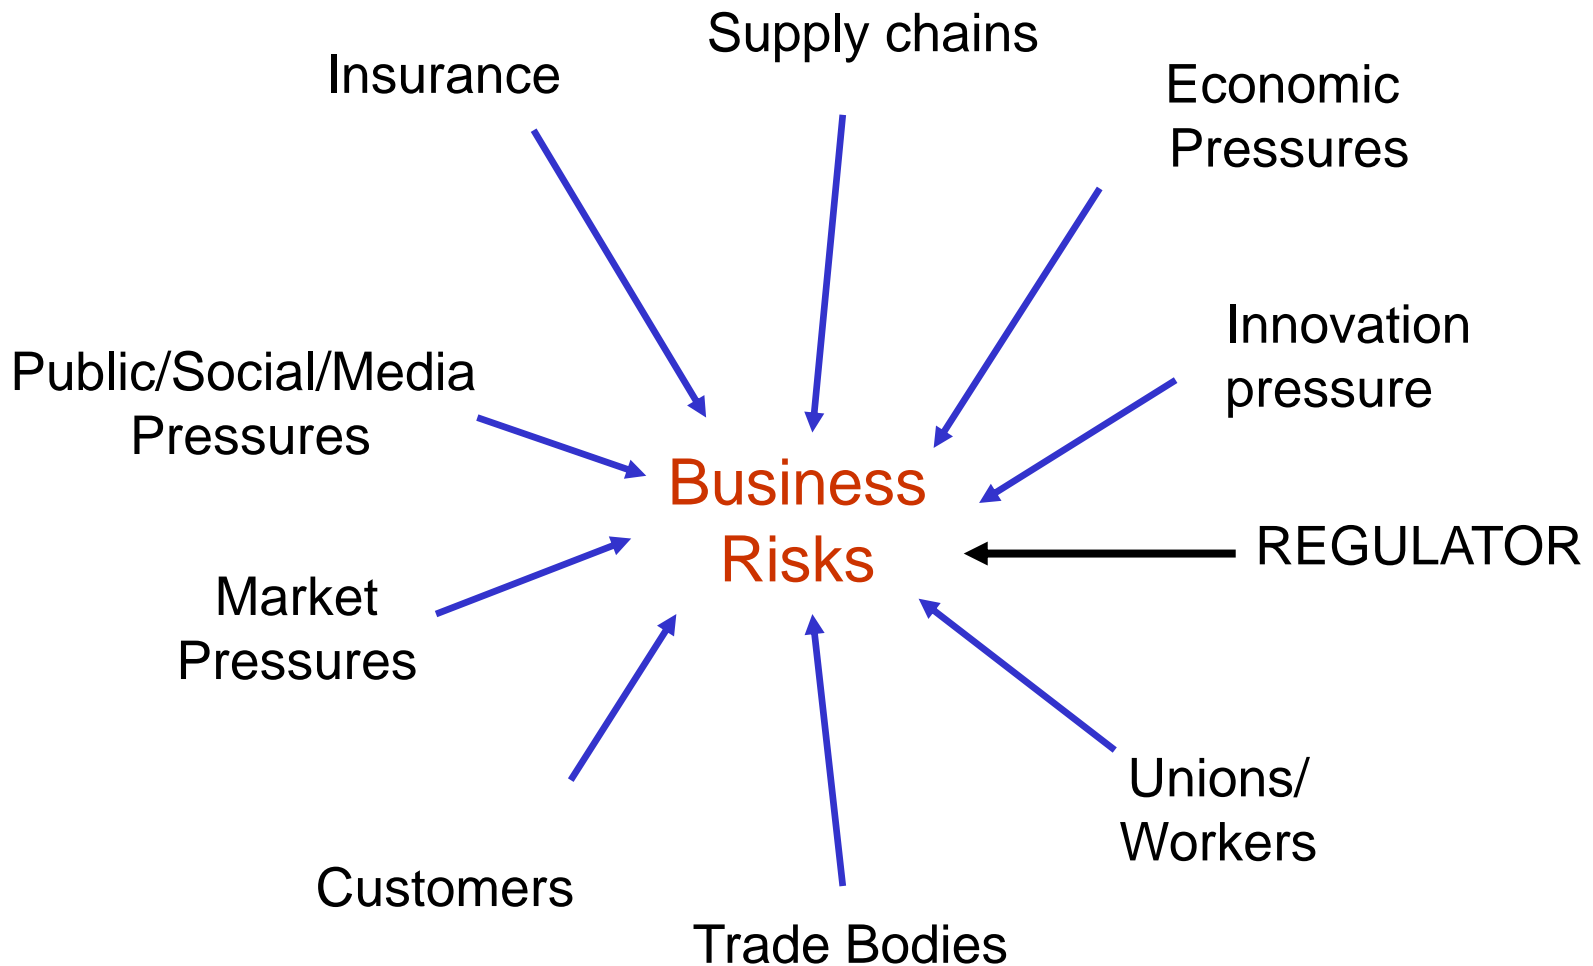 Supply chains
Insurance
Economic
Pressures
Innovation
pressure
Public/Social/Media
Pressures
Business
Risks
REGULATOR
Market
Pressures
Unions/
Workers
Customers
Trade Bodies